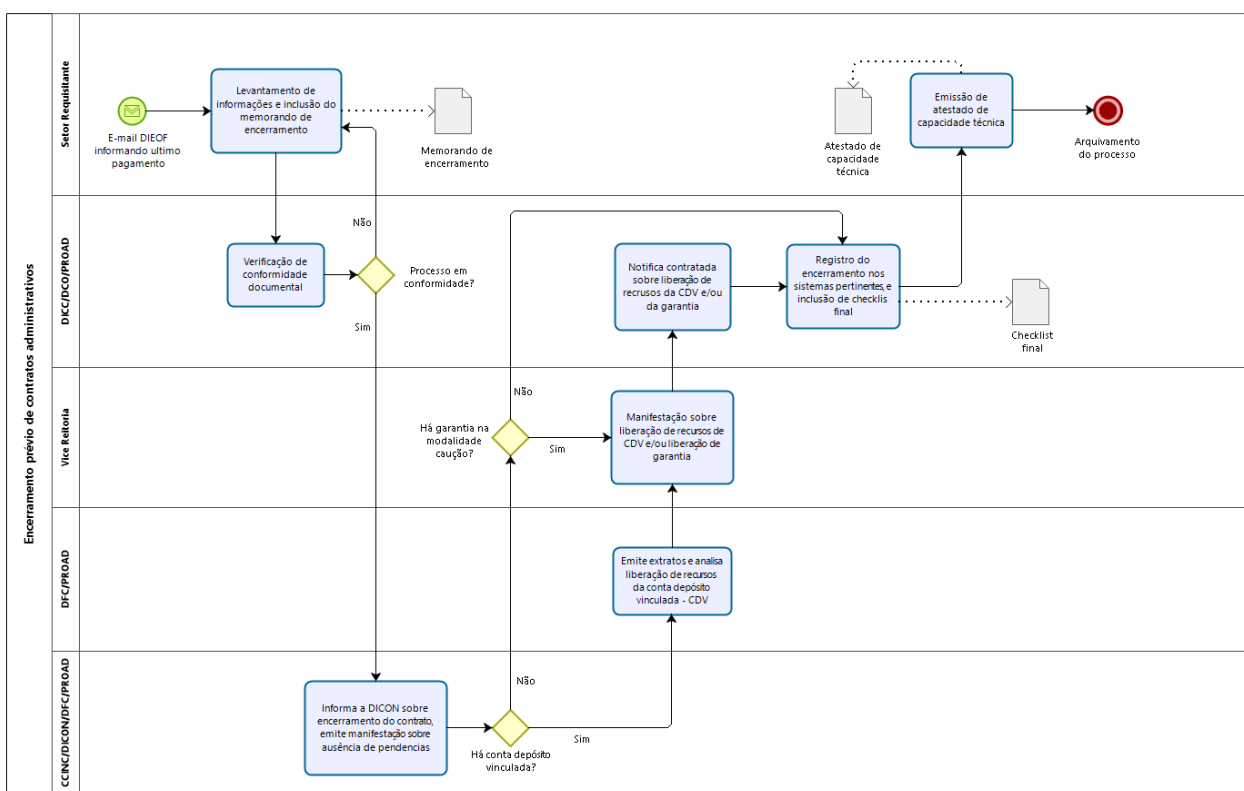 Encerramento prévio de contratos administrativos
Setor Requisitante
E-mail DIEOF
informando ultimo
pagamento
Levantamento de
informações e inclusão do
memorando de
encerramento
Memorando de
encerramento
Atestado de
capacidade
técnica
Emissão de
atestado de
capacidade técnica
Arquivamento
do processo
DICC/DCO/PROAD
Verificação de
conformidade
documental
Não
Processo em
conformidade?
Sim
Notifica contratada
sobre liberação de
recrusos da CDV e/ou
da garantia
Registro do
encerramento nos
sistemas pertinentes, e
inclusão de checklis
final
Checklist
final
Vice Reitoria
Não
Há garantia na
modalidade
caução?
Sim
Manifestação sobre
liberação de recursos de
CDV e/ou liberação de
garantia
DFC/PROAD
Emite extratos e analisa
liberação de recursos
da conta depósito
vinculada - CDV
CCINC/DICON/DFC/PROAD
Informa a DICON sobre
encerramento do contrato,
emite manifestação sobre
ausência de pendencias
Não
Há conta depósito
vinculada?
Sim